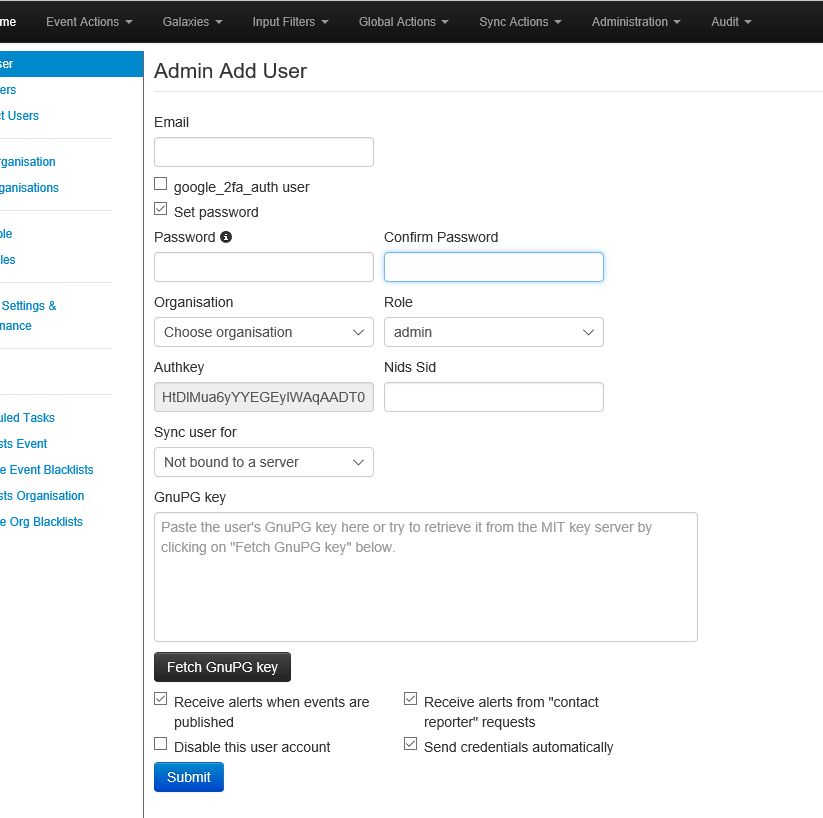 me Event Actions Galaxies Input Filters Global Actions Sync Actions Administration Audit
ser
ers
t Users
rganisation
ganisations
ole
les
Settings &
nance
uled Tasks
sts Event
e Event Blacklists
sts Organisation
e Org Blacklists
Admin Add User
Email
google_2fa_auth user
Set password
Password Confirm Password
Organisation Role
Choose organisation admin
Authkey Nids Sid
HtDlMua6yYYEGEylWAqAADT0
Sync user for
Not bound to a server
GnuPG key
Paste the user's GnuPG key here or try to retrieve it from the MIT key server by
clicking on "Fetch GnuPG key" below.
Fetch GnuPG key
Receive alerts when events are
published
Receive alerts from "contact
reporter" requests
Disable this user account
Send credentials automatically
Submit